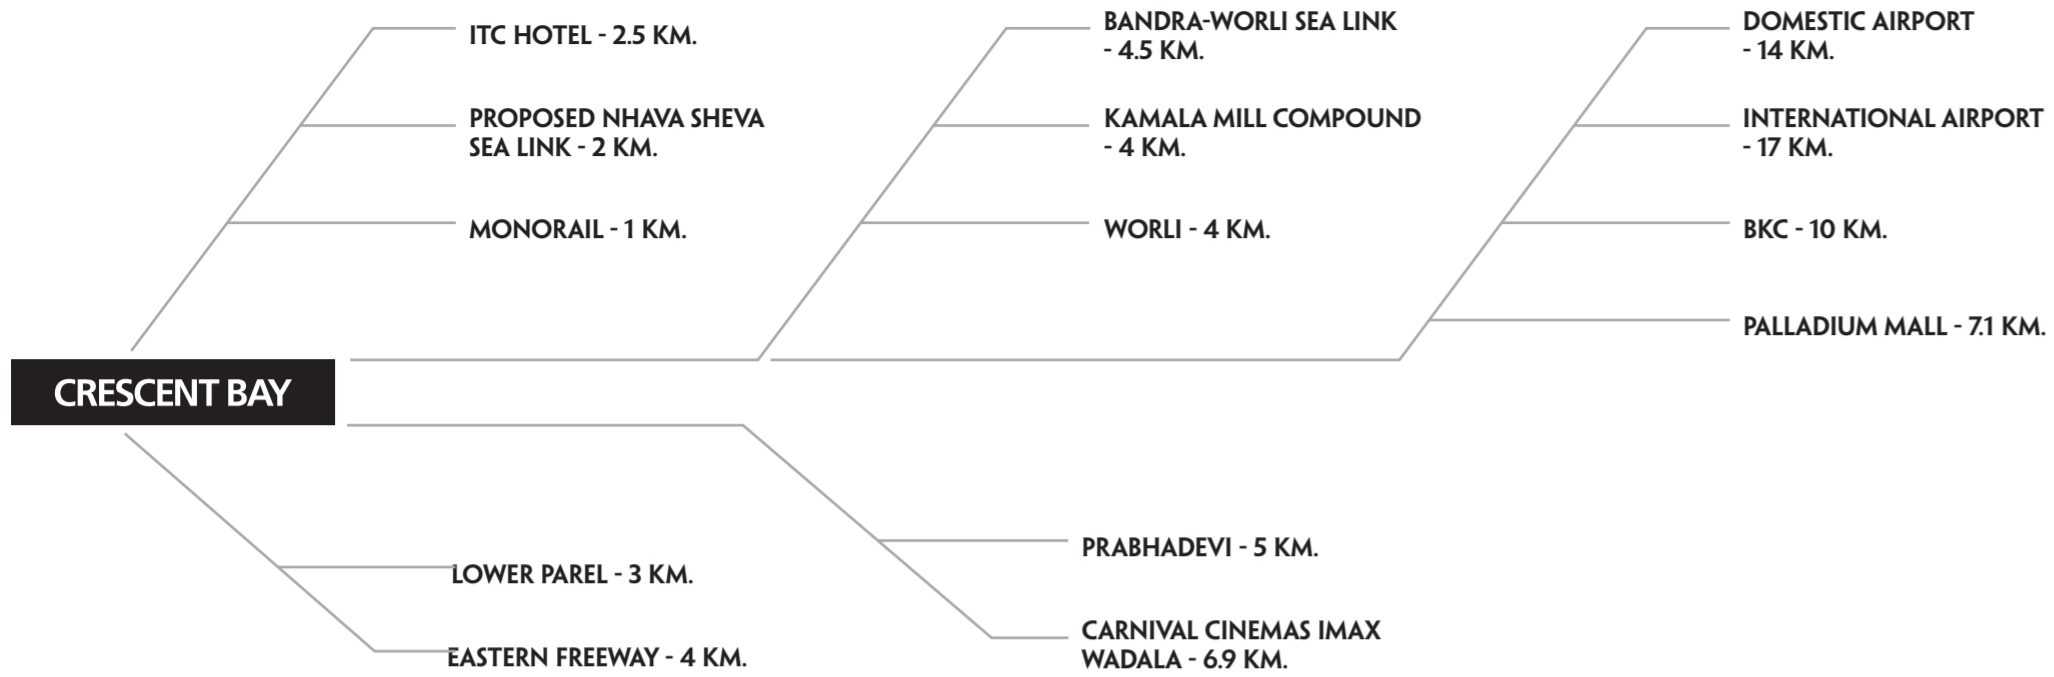 ITC HOTEL - 2.5 KM.
PROPOSED NHAVA SHEVA
SEA LINK - 2 KM.
MONORAIL - 1 KM.
BANDRA-WORLI SEA LINK
- 4.5 KM.
KAMALA MILL COMPOUND
- 4 KM.
WORLI - 4 KM.
DOMESTIC AIRPORT
- 14 KM.
INTERNATIONAL AIRPORT
- 17 KM.
BKC - 10 KM.
PALLADIUM MALL - 7.1 KM.
CRESCENT BAY
LOWER PAREL - 3 KM.
EASTERN FREEWAY - 4 KM.
PRABHADEVI - 5 KM.
CARNIVAL CINEMAS IMAX
WADALA - 6.9 KM.